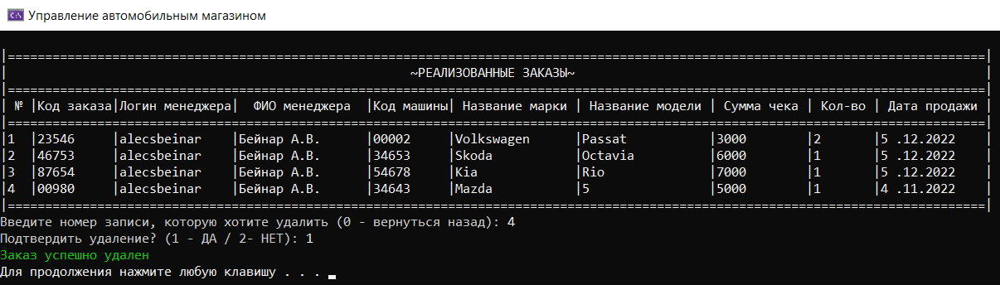 C:\ Управление автомобильным магазином
~РЕАЛИЗОВАННЫЕ ЗАКАЗЫ~
| № |Код заказа|Логин менеджера| ФИО менеджера |Код машины| Название марки | Название модели | Сумма чека | Кол-во | Дата продажи |
|1 |23546 |alecsbeinar |Бейнар А.В. |00002 |Volkswagen |Passat |3000 |2 |5 .12.2022 |
|2 |46753 |alecsbeinar |Бейнар А.В. |34653 |Skoda |Octavia |6000 |1 |5 .12.2022 |
|3 |87654 |alecsbeinar |Бейнар А.В. |54678 |Kia |Rio |7000 |1 |5 .12.2022 |
|4 |00980 |alecsbeinar |Бейнар А.В. |34643 |Mazda |5 |5000 |1 |4 .11.2022 |
Введите номер записи, которую хотите удалить (0 - вернуться назад): 4
Подтвердить удаление? (1 - ДА / 2- НЕТ): 1
Заказ успешно удален
Для продолжения нажмите любую клавишу . . .